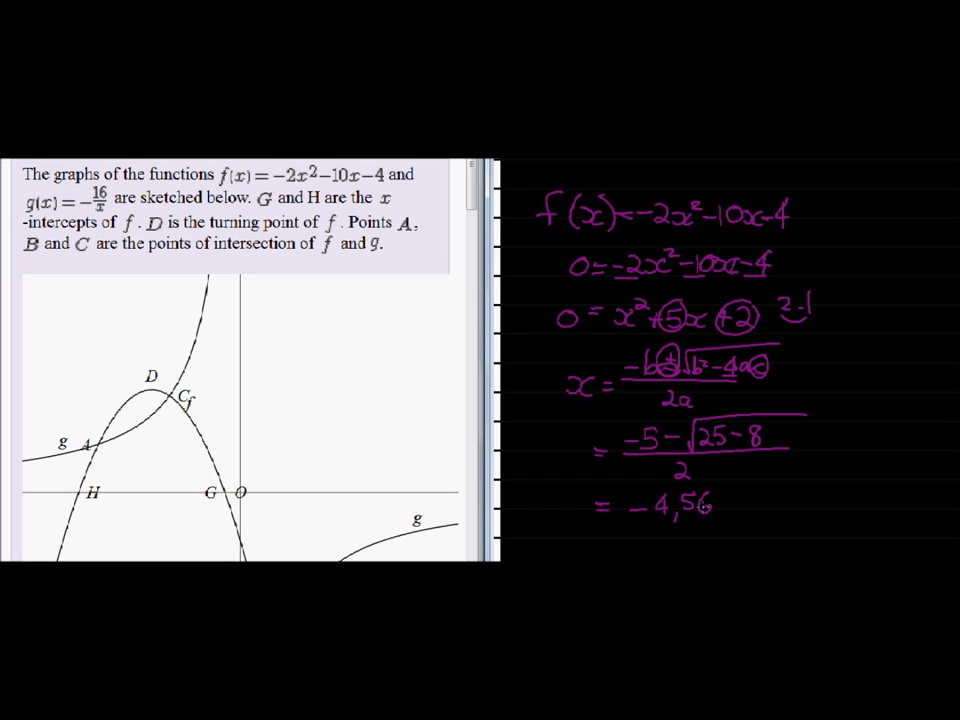 The graphs of the functions f(x) = −2x²−10x−4 and
g(x) = −16/x are sketched below. G and H are the x
-intercepts of f . D is the turning point of f . Points A ,
B and C are the points of intersection of f and g.
D
C
f
g
A
H
G
O
g
f(x) = −2x²−10x−4
0 = −2x²−10x−4
0 = x²+5x+2
2·1
x = −b±√b²−4ac / 2a
= −5−√25−8 / 2
= −4,56